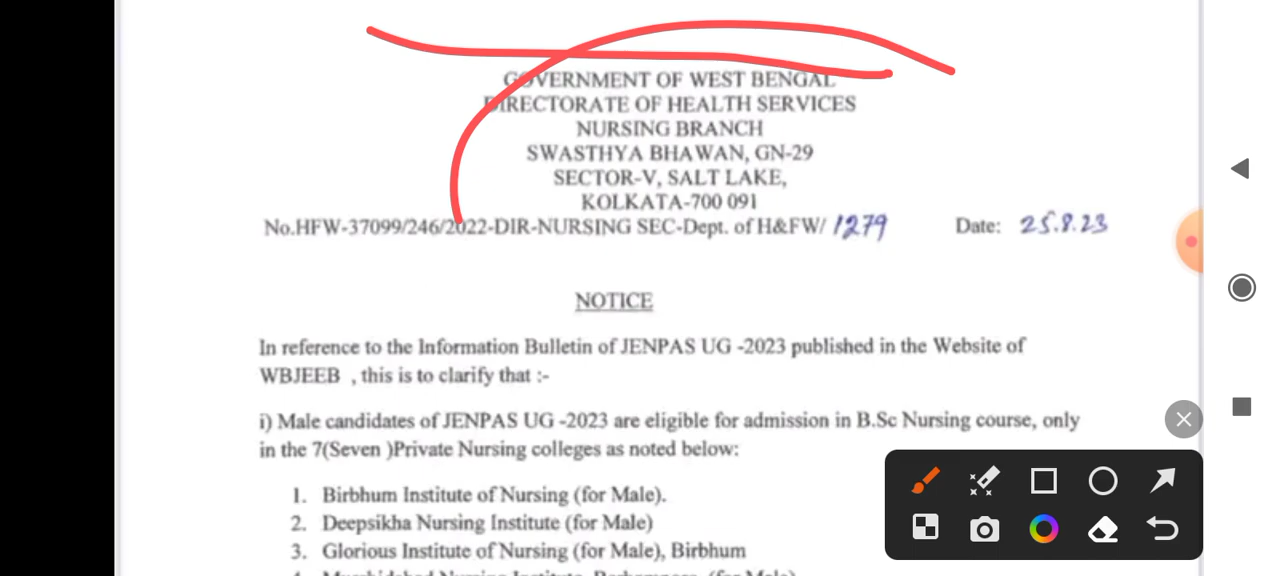 GOVERNMENT OF WEST BENGAL
DIRECTORATE OF HEALTH SERVICES
NURSING BRANCH
SWASTHYA BHAWAN, GN-29
SECTOR-V, SALT LAKE,
KOLKATA-700 091
No.HFW-37099/246/2022-DIR-NURSING SEC-Dept. of H&FW/ 1279 Date: 25.8.23
NOTICE
In reference to the Information Bulletin of JENPAS UG -2023 published in the Website of
WBJEEB , this is to clarify that :-
i) Male candidates of JENPAS UG -2023 are eligible for admission in B.Sc Nursing course, only
in the 7(Seven )Private Nursing colleges as noted below:
1. Birbhum Institute of Nursing (for Male).
2. Deepsikha Nursing Institute (for Male)
3. Glorious Institute of Nursing (for Male), Birbhum